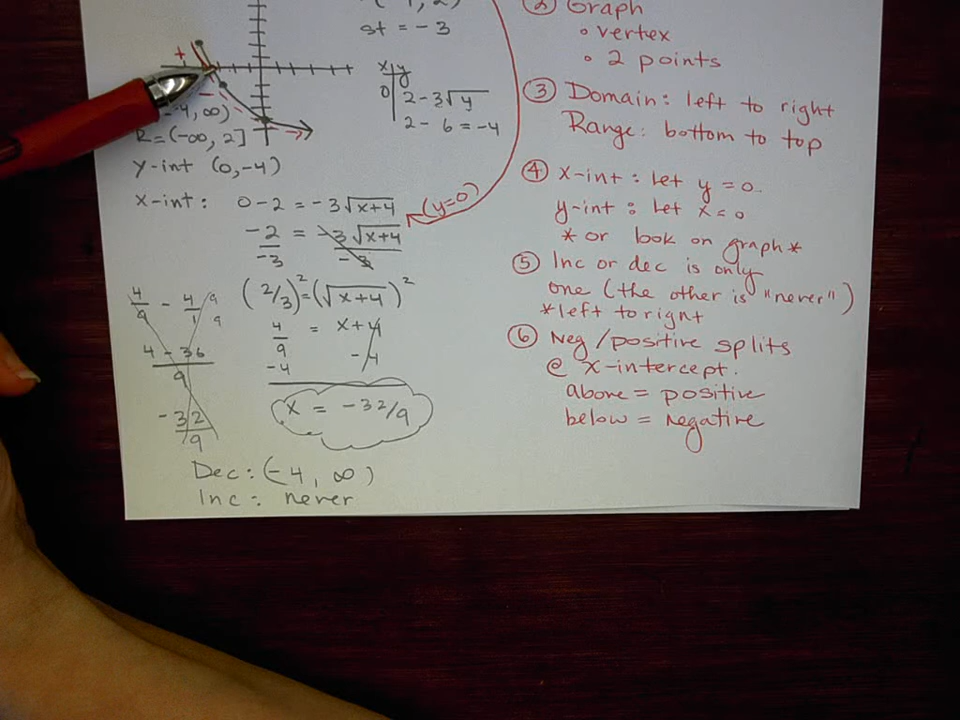 , 2)
st = -3
+
-
x | y
0 | 2 - 3√4
2 - 6 = -4
-4, ∞)
R = (-∞, 2]
y-int (0, -4)
x-int: 0 - 2 = -3√x+4 (y=0)
-2/-3 = -3√x+4/-3
(2/3)² = (√x+4)²
4/9 = x+4
-4 -4
x = -32/9
4/9 - 4/1 9/9
4 - 36/9
-32/9
Dec: (-4, ∞)
Inc: never
② Graph
• vertex
• 2 points
③ Domain: left to right
Range: bottom to top
④ x-int: Let y = 0.
y-int: Let x = 0
* or look on graph *
⑤ Inc or dec is only
one (the other is "never")
* left to right
⑥ Neg/positive splits
@ x-intercept.
above = positive
below = negative